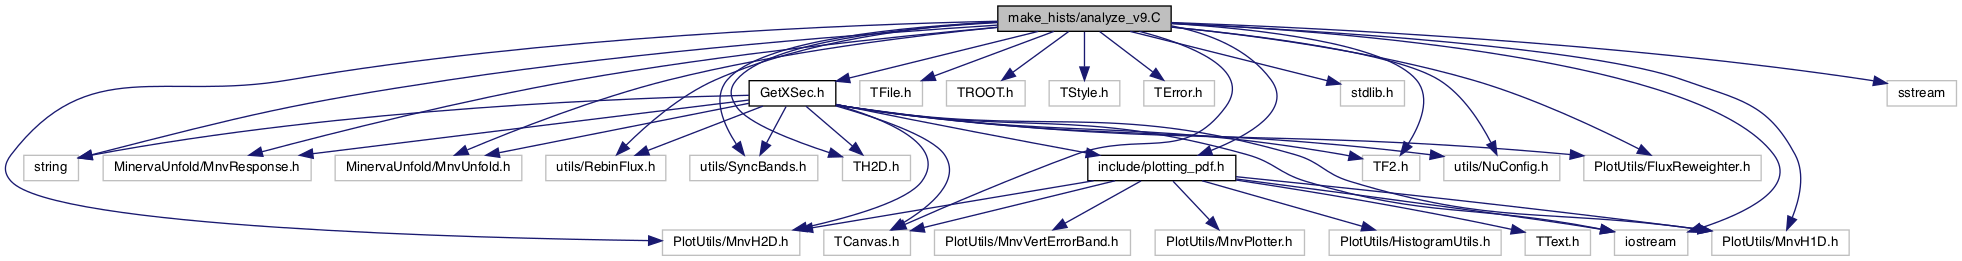 make_hists/analyze_v9.C
GetXSec.h
TFile.h
TROOT.h
TStyle.h
TError.h
stdlib.h
sstream
string
MinervaUnfold/MnvResponse.h
MinervaUnfold/MnvUnfold.h
utils/RebinFlux.h
utils/SyncBands.h
TH2D.h
include/plotting_pdf.h
TF2.h
utils/NuConfig.h
PlotUtils/FluxReweighter.h
PlotUtils/MnvH2D.h
TCanvas.h
PlotUtils/MnvVertErrorBand.h
PlotUtils/MnvPlotter.h
PlotUtils/HistogramUtils.h
TText.h
iostream
PlotUtils/MnvH1D.h